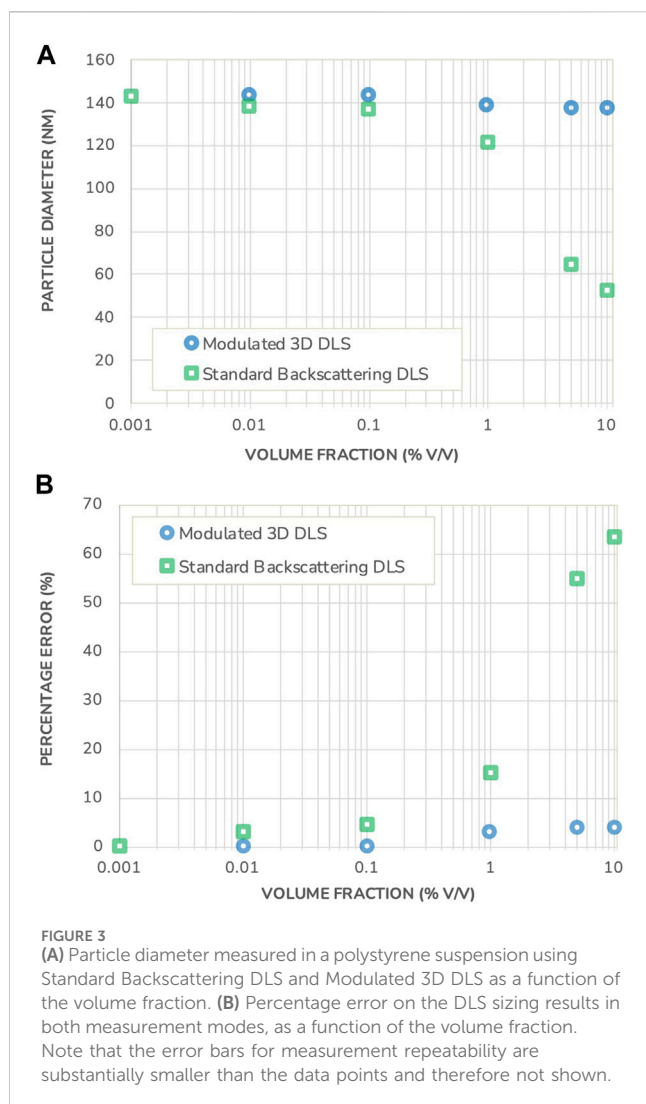 A
160
140
120
100
80
60
40
20
0
PARTICLE DIAMETER (NM)
Modulated 3D DLS
Standard Backscattering DLS
0.001 0.01 0.1 1 10
VOLUME FRACTION (% V/V)
B
70
60
50
40
30
20
10
0
PERCENTAGE ERROR (%)
Modulated 3D DLS
Standard Backscattering DLS
0.001 0.01 0.1 1 10
VOLUME FRACTION (% V/V)
FIGURE 3
(A) Particle diameter measured in a polystyrene suspension using
Standard Backscattering DLS and Modulated 3D DLS as a function of
the volume fraction. (B) Percentage error on the DLS sizing results in
both measurement modes, as a function of the volume fraction.
Note that the error bars for measurement repeatability are
substantially smaller than the data points and therefore not shown.